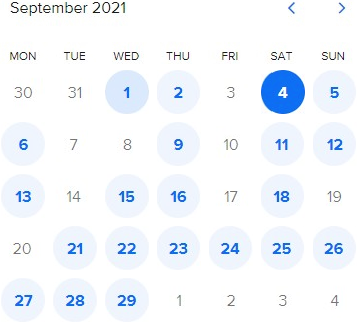 September 2021
MON TUE WED THU FRI SAT SUN
30 31 1 2 3 4 5
6 7 8 9 10 11 12
13 14 15 16 17 18 19
20 21 22 23 24 25 26
27 28 29 1 2 3 4